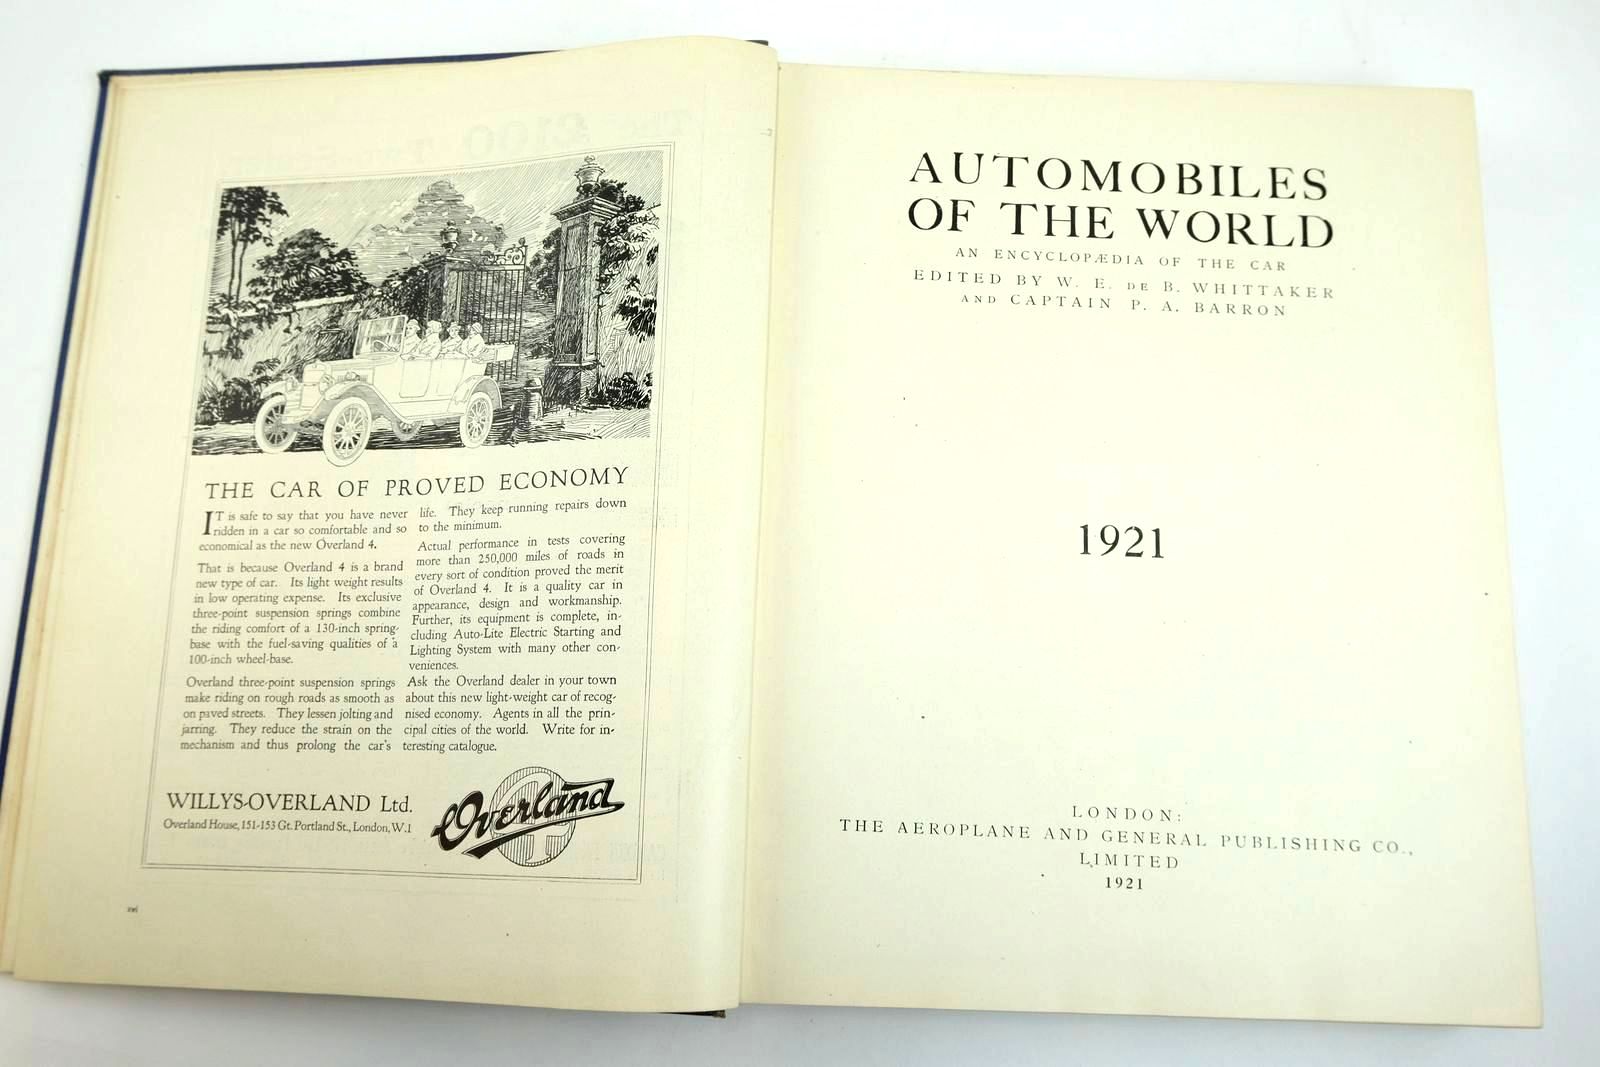 THE CAR OF PROVED ECONOMY
IT is safe to say that you have never
ridden in a car so comfortable and so
economical as the new Overland 4.
That is because Overland 4 is a brand
new type of car. Its light weight results
in low operating expense. Its exclusive
three-point suspension springs combine
the riding comfort of a 130-inch spring-
base with the fuel-saving qualities of a
100-inch wheel-base.
Overland three-point suspension springs
make riding on rough roads as smooth as
on paved streets. They lessen jolting and
jarring. They reduce the strain on the
mechanism and thus prolong the car's
life. They keep running repairs down
to the minimum.
Actual performance in tests covering
more than 250,000 miles of roads in
every sort of condition proved the merit
of Overland 4. It is a quality car in
appearance, design and workmanship.
Further, its equipment is complete, in-
cluding Auto-Lite Electric Starting and
Lighting System with many other con-
veniences.
Ask the Overland dealer in your town
about this new light-weight car of recog-
nised economy. Agents in all the prin-
cipal cities of the world. Write for in-
teresting catalogue.
WILLYS-OVERLAND Ltd.
Overland House, 151-153 Gt. Portland St., London, W.1
Overland
xvi
AUTOMOBILES
OF THE WORLD
AN ENCYCLOPÆDIA OF THE CAR
EDITED BY W. E. DE B. WHITTAKER
AND CAPTAIN P. A. BARRON
1921
LONDON:
THE AEROPLANE AND GENERAL PUBLISHING CO.,
LIMITED
1921